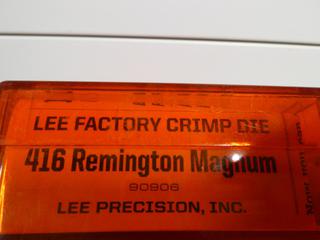 LEE FACTORY CRIMP DIE
416 Remington Magnum
90906
LEE PRECISION, INC.